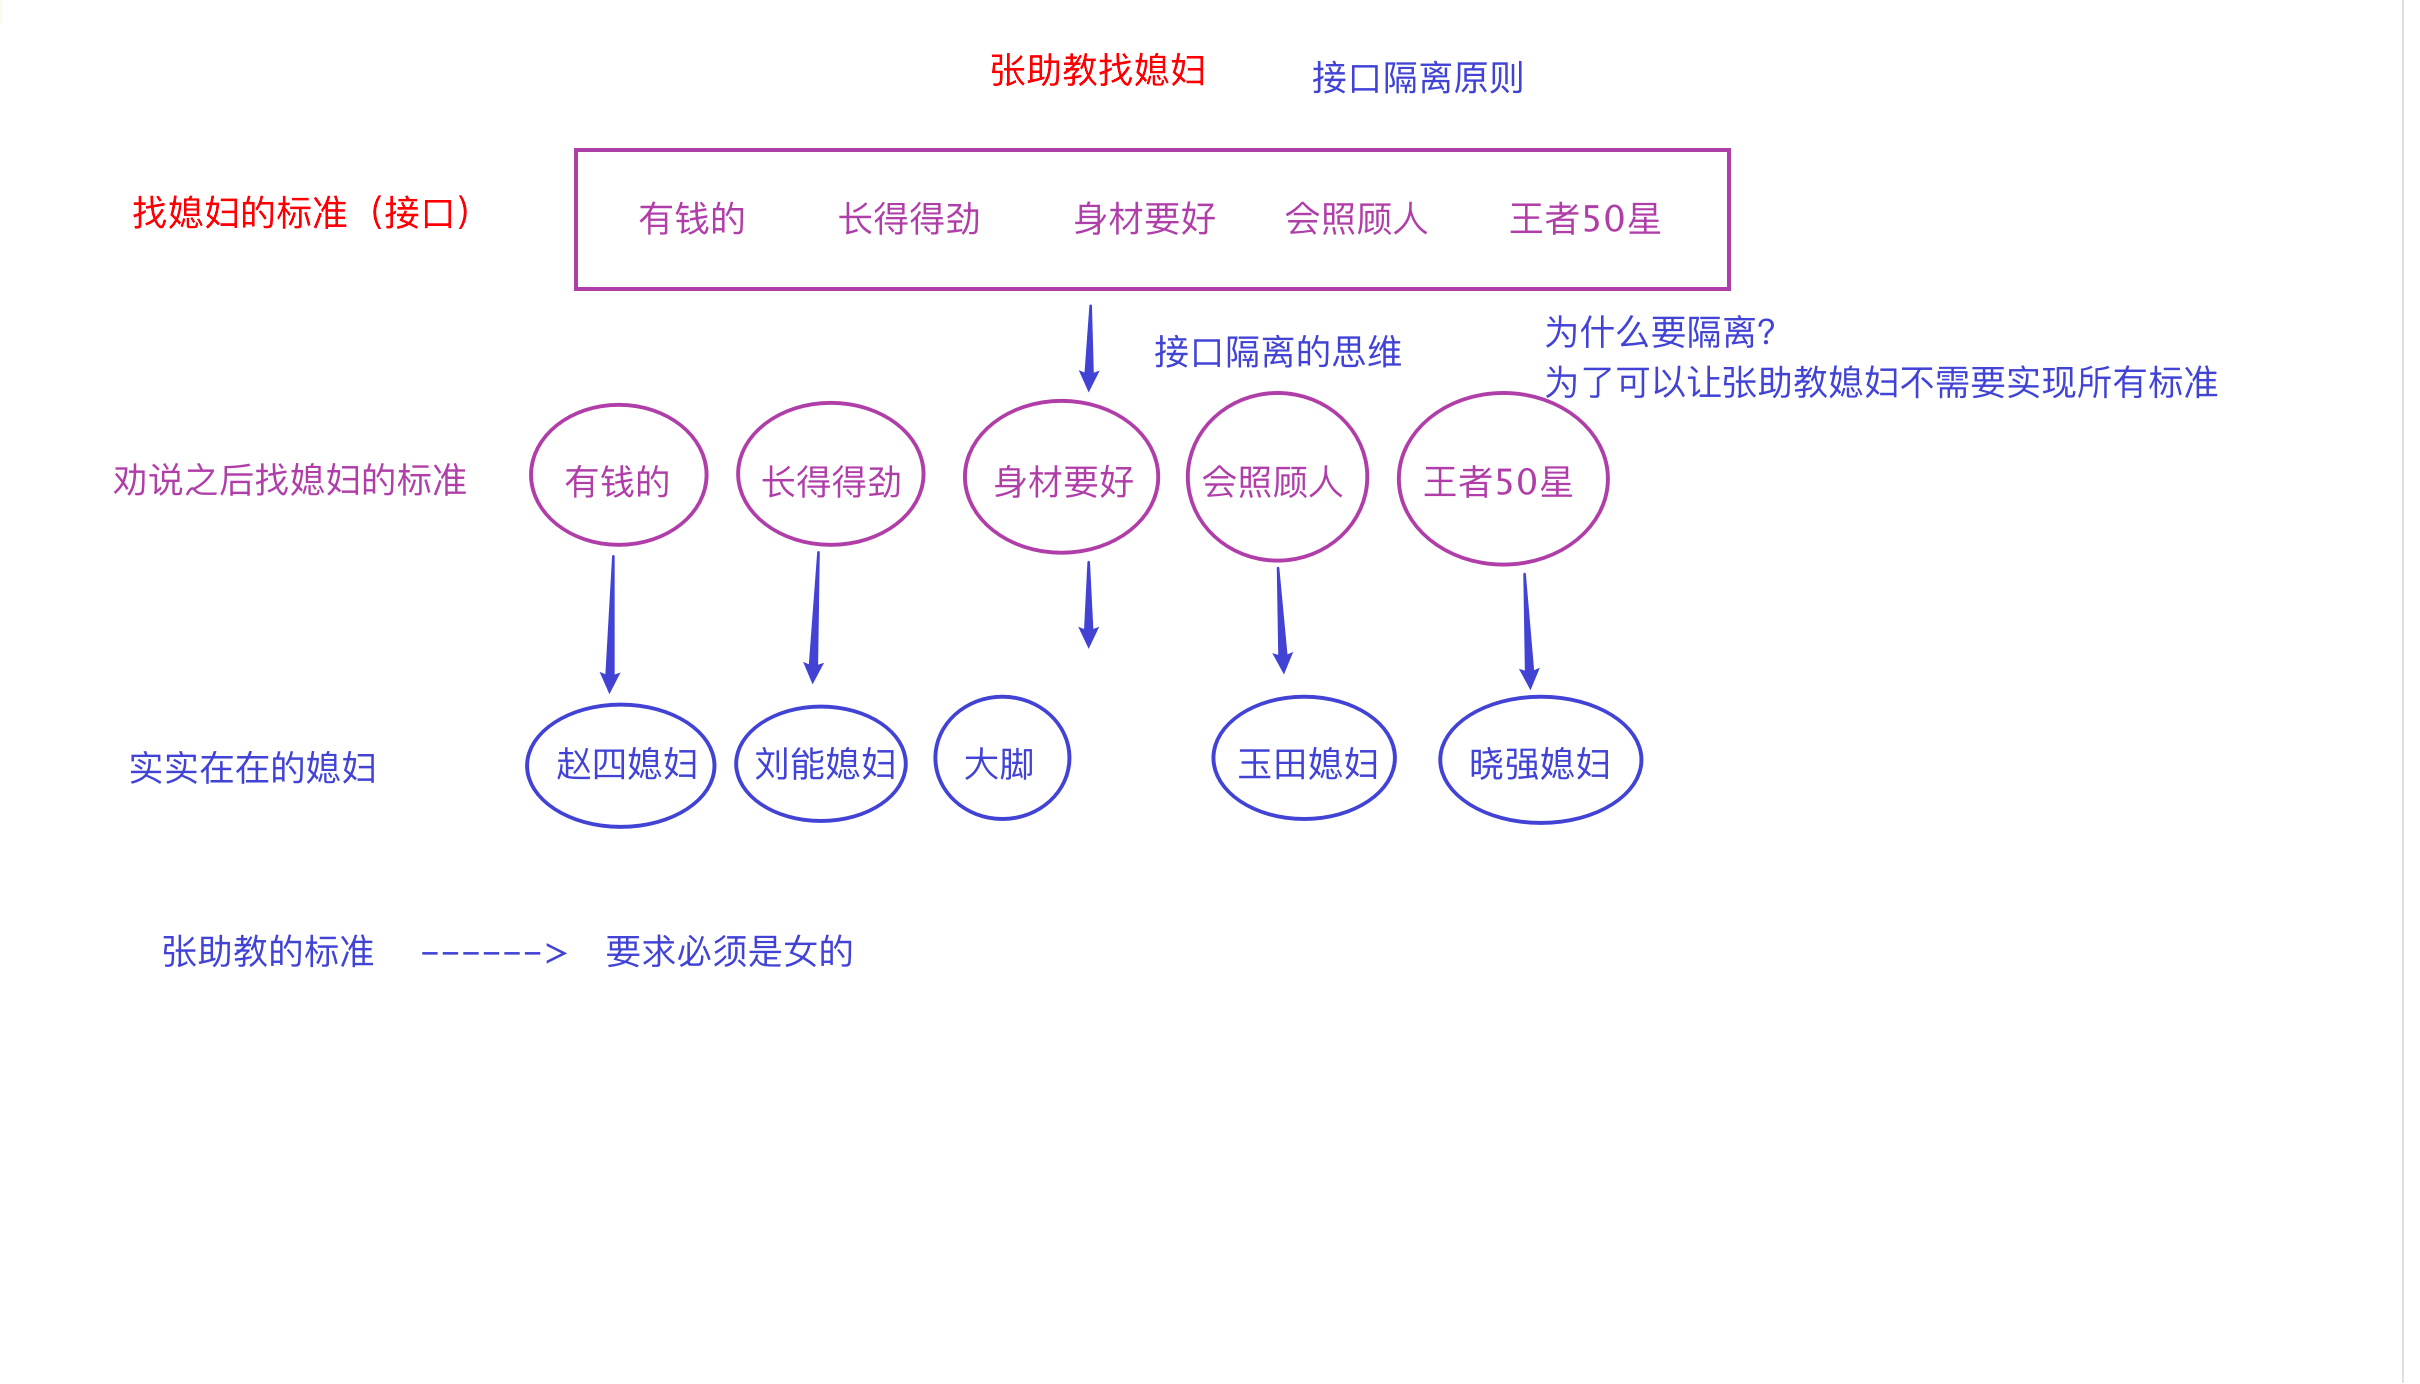 张助教找媳妇 接口隔离原则
找媳妇的标准（接口） 有钱的 长得得劲 身材要好 会照顾人 王者50星
接口隔离的思维
为什么要隔离?
为了可以让张助教媳妇不需要实现所有标准
劝说之后找媳妇的标准 有钱的 长得得劲 身材要好 会照顾人 王者50星
实实在在的媳妇 赵四媳妇 刘能媳妇 大脚 玉田媳妇 晓强媳妇
张助教的标准 ------> 要求必须是女的